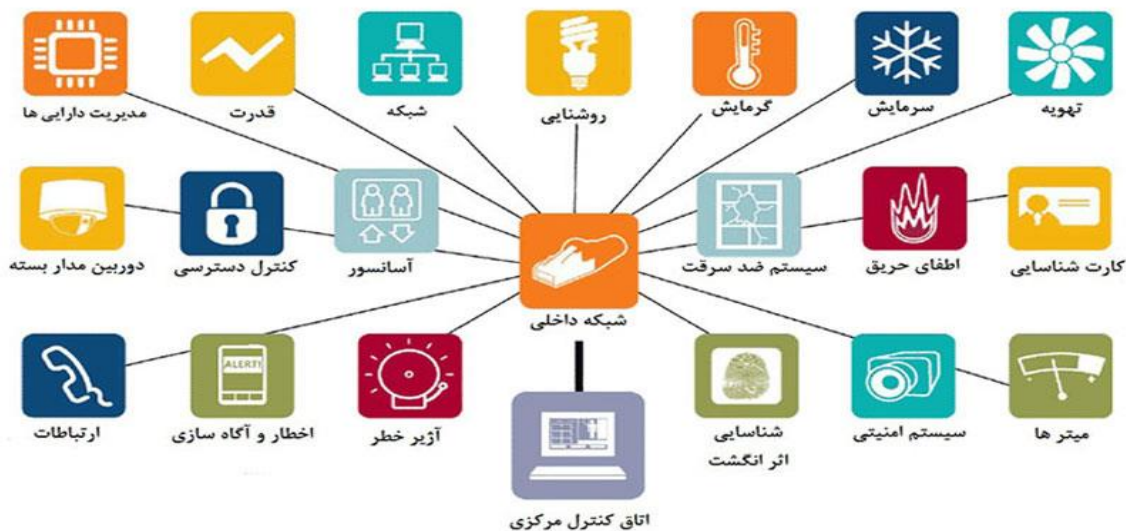 تهویه
سرمایش
گرمایش
روشنایی
شبکه
قدرت
مدیریت دارایی ها
کارت شناسایی
اطفای حریق
سیستم ضد سرقت
آسانسور
کنترل دسترسی
دوربین مدار بسته
شبکه داخلی
میتر ها
سیستم امنیتی
شناسایی
اثر انگشت
آژیر خطر
ALERT!
اخطار و آگاه سازی
ارتباطات
اتاق کنترل مرکزی